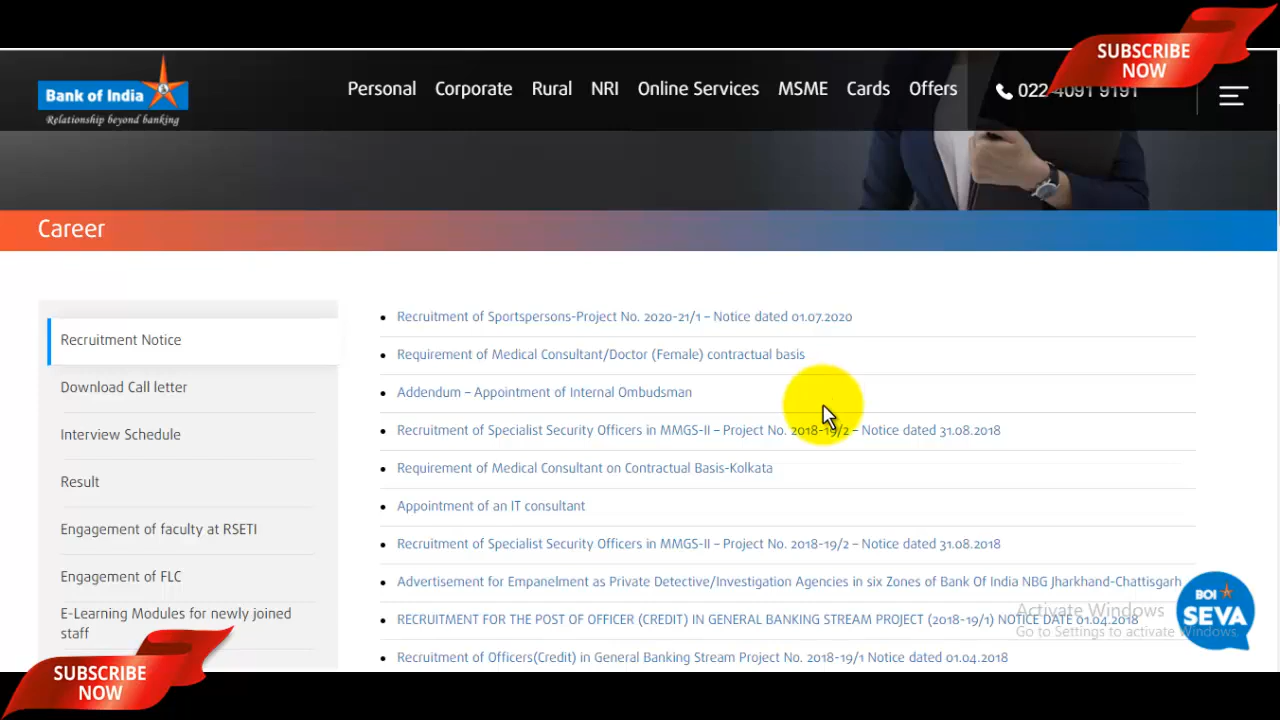 SUBSCRIBE
NOW
Bank of India
Relationship beyond banking
Personal Corporate Rural NRI Online Services MSME Cards Offers 022 4091 9191
Career
Recruitment Notice
Download Call letter
Interview Schedule
Result
Engagement of faculty at RSETI
Engagement of FLC
E-Learning Modules for newly joined
staff
Recruitment of Sportspersons-Project No. 2020-21/1 – Notice dated 01.07.2020
Requirement of Medical Consultant/Doctor (Female) contractual basis
Addendum – Appointment of Internal Ombudsman
Recruitment of Specialist Security Officers in MMGS-II – Project No. 2018-19/2 – Notice dated 31.08.2018
Requirement of Medical Consultant on Contractual Basis-Kolkata
Appointment of an IT consultant
Recruitment of Specialist Security Officers in MMGS-II – Project No. 2018-19/2 – Notice dated 31.08.2018
Advertisement for Empanelment as Private Detective/Investigation Agencies in six Zones of Bank Of India NBG Jharkhand-Chattisgarh
RECRUITMENT FOR THE POST OF OFFICER (CREDIT) IN GENERAL BANKING STREAM PROJECT (2018-19/1) NOTICE DATE 01.04.2018
Recruitment of Officers(Credit) in General Banking Stream Project No. 2018-19/1 Notice dated 01.04.2018
Activate Windows
Go to Settings to activate Windows.
BOI
SEVA
SUBSCRIBE
NOW